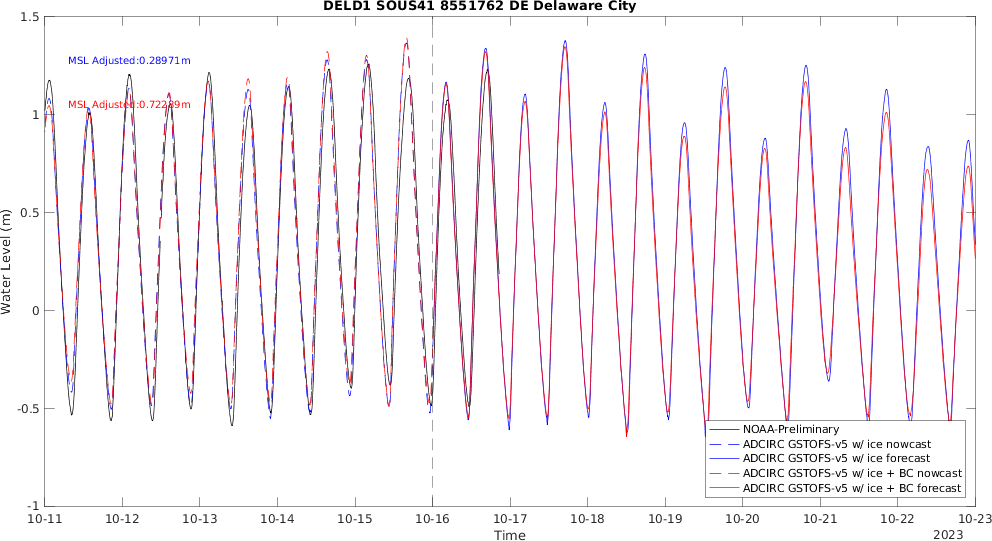 DELD1 SOUS41 8551762 DE Delaware City
1.5
1
0.5
0
-0.5
-1
Water Level (m)
MSL Adjusted:0.28971m
MSL Adjusted:0.72289m
NOAA-Preliminary
ADCIRC GSTOFS-v5 w/ ice nowcast
ADCIRC GSTOFS-v5 w/ ice forecast
ADCIRC GSTOFS-v5 w/ ice + BC nowcast
ADCIRC GSTOFS-v5 w/ ice + BC forecast
10-11 10-12 10-13 10-14 10-15 10-16 10-17 10-18 10-19 10-20 10-21 10-22 10-23
Time
2023